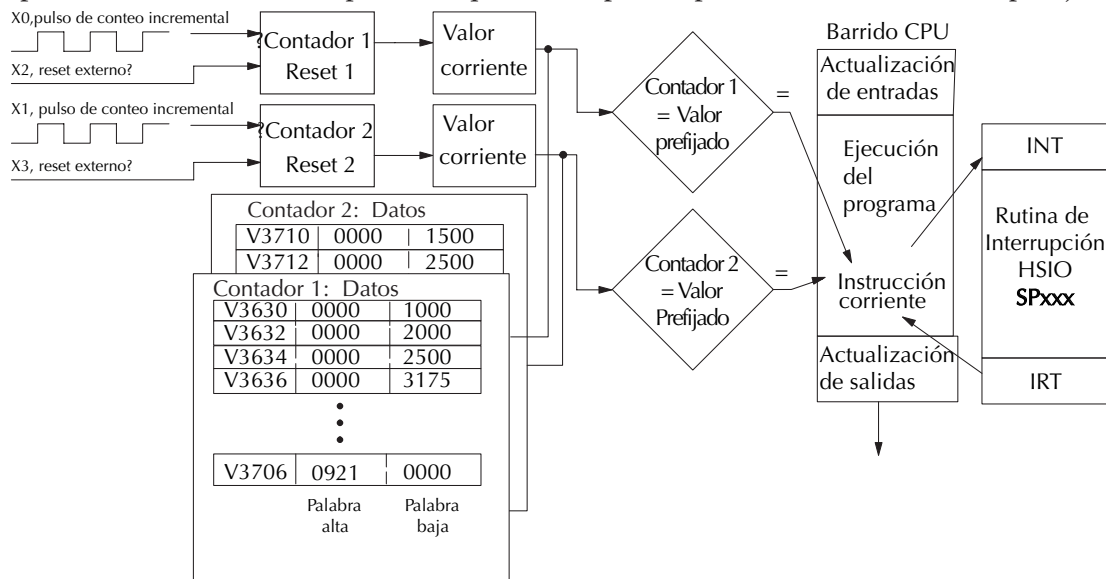 X0,pulso de conteo incremental
X2, reset externo?
?Contador 1
Reset 1
Valor
corriente
X1, pulso de conteo incremental
X3, reset externo?
?Contador 2
Reset 2
Valor
corriente
Contador 2: Datos
V3710 0000 1500
V3712 0000 2500
Contador 1: Datos
V3630 0000 1000
V3632 0000 2000
V3634 0000 2500
V3636 0000 3175
V3706 0921 0000
Palabra
alta
Palabra
baja
Contador 1
= Valor
prefijado
=
Contador 2
= Valor
Prefijado
=
Barrido CPU
Actualización
de entradas
Ejecución
del
programa
Instrucción
corriente
Actualización
de salidas
INT
Rutina de
Interrupción
HSIO
SPxxx
IRT